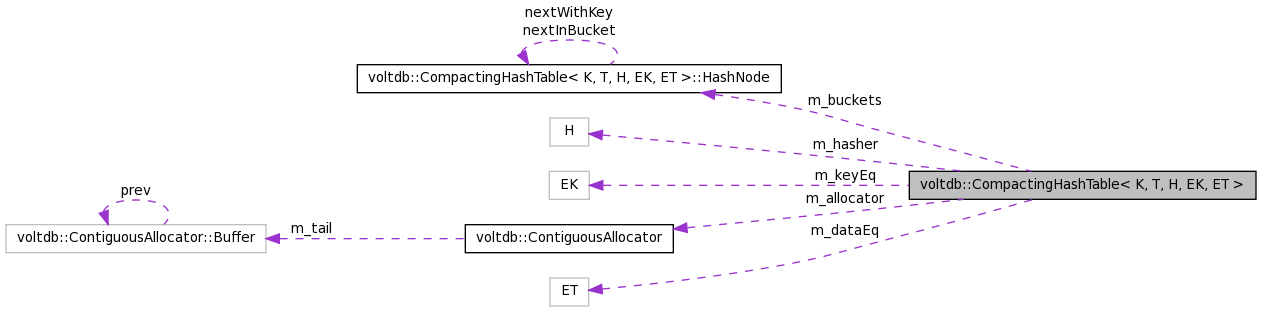 nextWithKey
nextInBucket
voltdb::CompactingHashTable< K, T, H, EK, ET >::HashNode
m_buckets
H
m_hasher
EK
m_keyEq
voltdb::CompactingHashTable< K, T, H, EK, ET >
prev
m_allocator
voltdb::ContiguousAllocator::Buffer
m_tail
voltdb::ContiguousAllocator
m_dataEq
ET